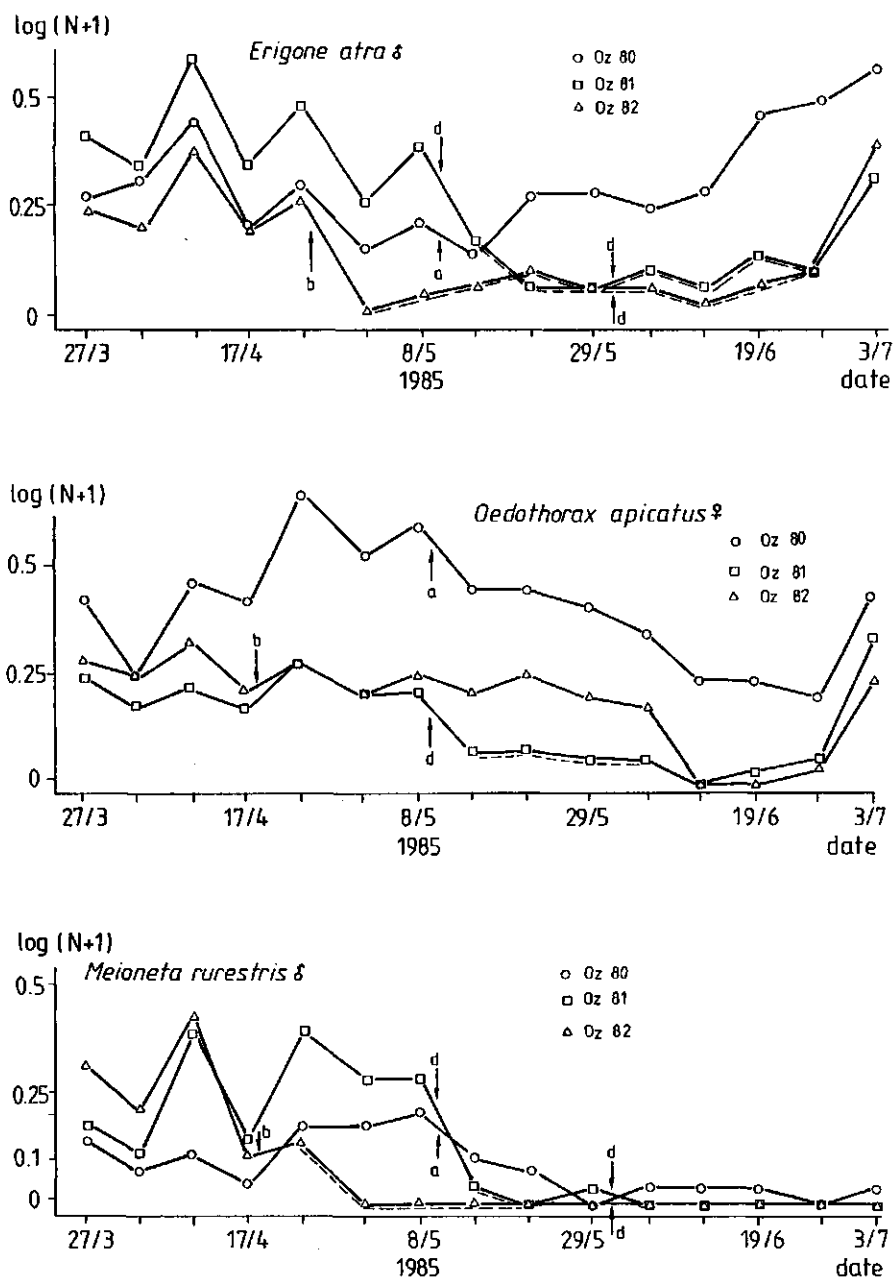 log (N+1)
Erigone atra ♂
Oz 80
Oz 81
Oz 82
0.5
0.25
0
d
a
b
d
d
27/3
17/4
8/5
29/5
19/6
3/7
1985
date
log (N+1)
Oedothorax apicatus ♀
Oz 80
Oz 81
Oz 82
0.5
0.25
0
b
a
d
27/3
17/4
8/5
29/5
19/6
3/7
1985
date
log (N+1)
Meioneta rurestris ♂
Oz 80
Oz 81
Oz 82
0.5
0.25
0.1
0
b
d
a
d
d
27/3
17/4
8/5
29/5
19/6
3/7
1985
date